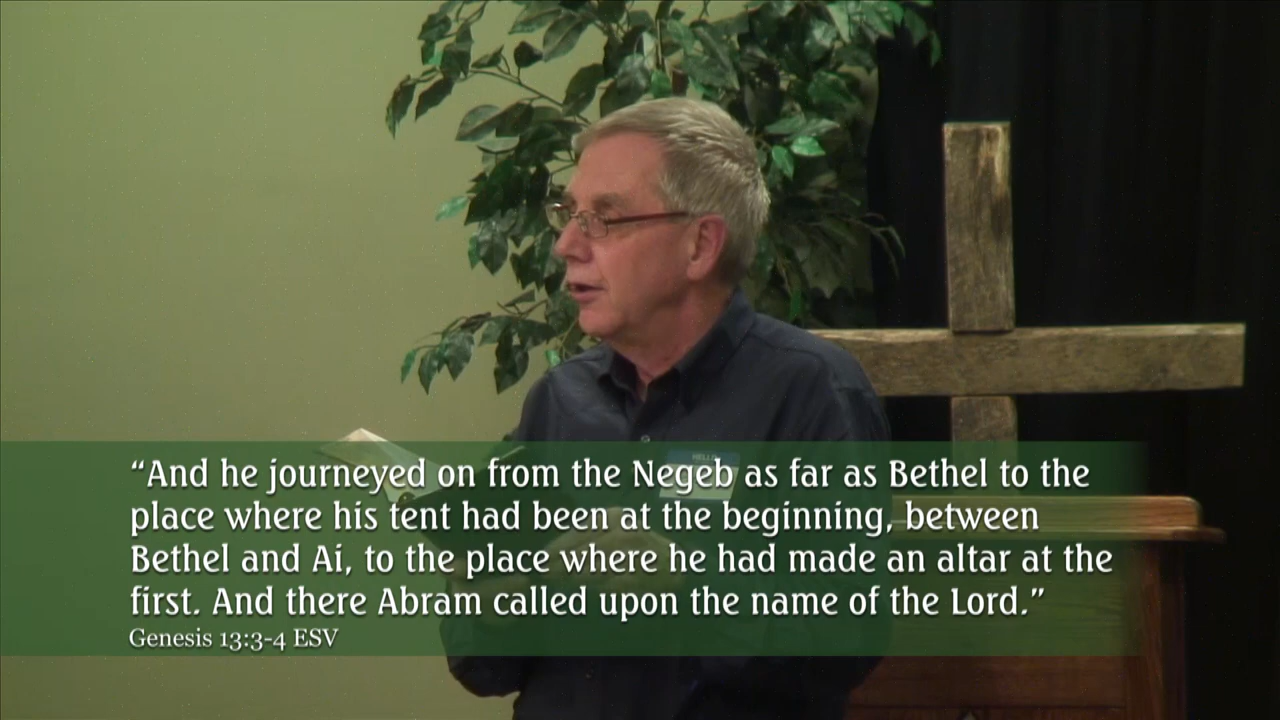 HELLO
“And he journeyed on from the Negeb as far as Bethel to the
place where his tent had been at the beginning, between
Bethel and Ai, to the place where he had made an altar at the
first. And there Abram called upon the name of the Lord.”
Genesis 13:3-4 ESV